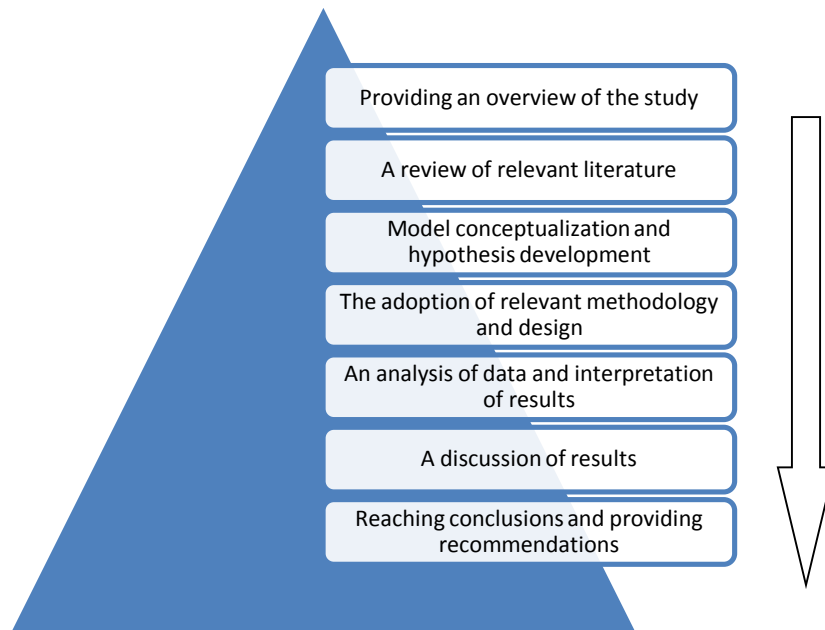 Providing an overview of the study
A review of relevant literature
Model conceptualization and
hypothesis development
The adoption of relevant methodology
and design
An analysis of data and interpretation
of results
A discussion of results
Reaching conclusions and providing
recommendations